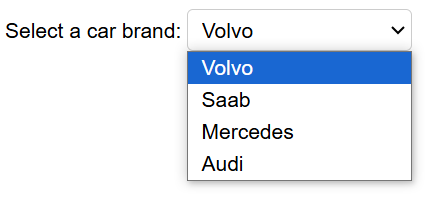 Select a car brand: Volvo
Volvo
Saab
Mercedes
Audi